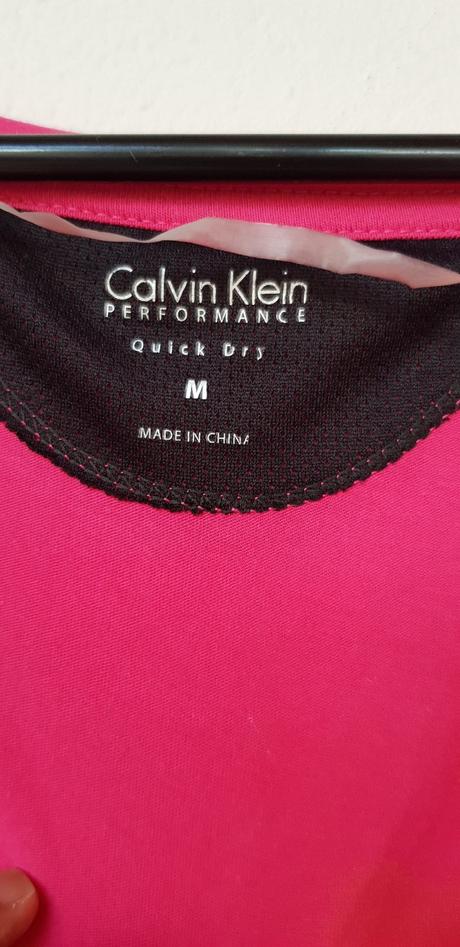 Calvin Klein
PERFORMANCE
Quick Dry
M
MADE IN CHINA